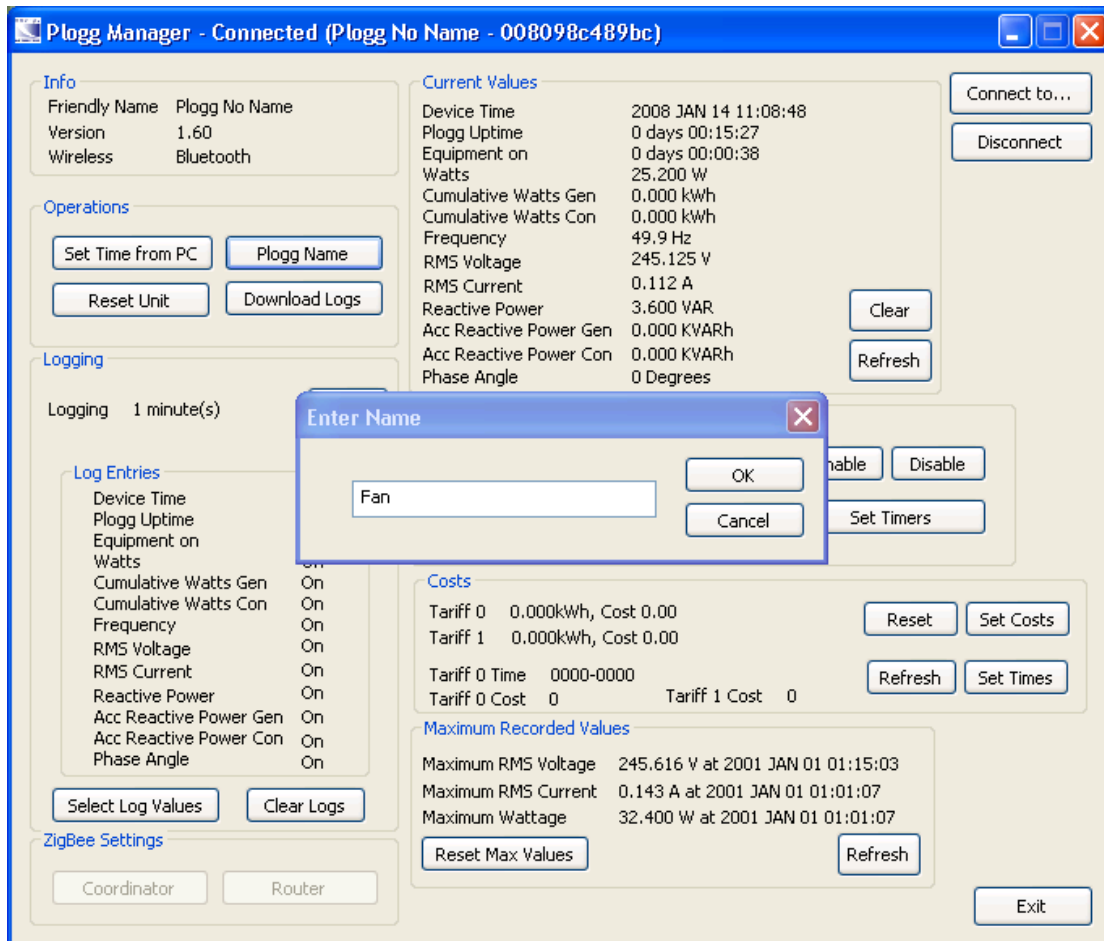 Plogg Manager - Connected (Plogg No Name - 008098c489bc)
Info
Friendly Name Plogg No Name
Version 1.60
Wireless Bluetooth
Operations
Set Time from PC Plogg Name
Reset Unit Download Logs
Logging
Logging 1 minute(s)
Log Entries
Device Time
Plogg Uptime
Equipment on
Watts
Cumulative Watts Gen On
Cumulative Watts Con On
Frequency On
RMS Voltage On
RMS Current On
Reactive Power On
Acc Reactive Power Gen On
Acc Reactive Power Con On
Phase Angle On
Select Log Values Clear Logs
ZigBee Settings
Coordinator Router
Current Values
Device Time 2008 JAN 14 11:08:48
Plogg Uptime 0 days 00:15:27
Equipment on 0 days 00:00:38
Watts 25.200 W
Cumulative Watts Gen 0.000 kWh
Cumulative Watts Con 0.000 kWh
Frequency 49.9 Hz
RMS Voltage 245.125 V
RMS Current 0.112 A
Reactive Power 3.600 VAR
Acc Reactive Power Gen 0.000 KVARh
Acc Reactive Power Con 0.000 KVARh
Phase Angle 0 Degrees
Clear
Refresh
Connect to...
Disconnect
Enter Name
Fan
OK
Cancel
Disable
Set Timers
Costs
Tariff 0 0.000kWh, Cost 0.00
Tariff 1 0.000kWh, Cost 0.00
Tariff 0 Time 0000-0000
Tariff 0 Cost 0 Tariff 1 Cost 0
Reset Set Costs
Refresh Set Times
Maximum Recorded Values
Maximum RMS Voltage 245.616 V at 2001 JAN 01 01:15:03
Maximum RMS Current 0.143 A at 2001 JAN 01 01:01:07
Maximum Wattage 32.400 W at 2001 JAN 01 01:01:07
Reset Max Values Refresh
Exit